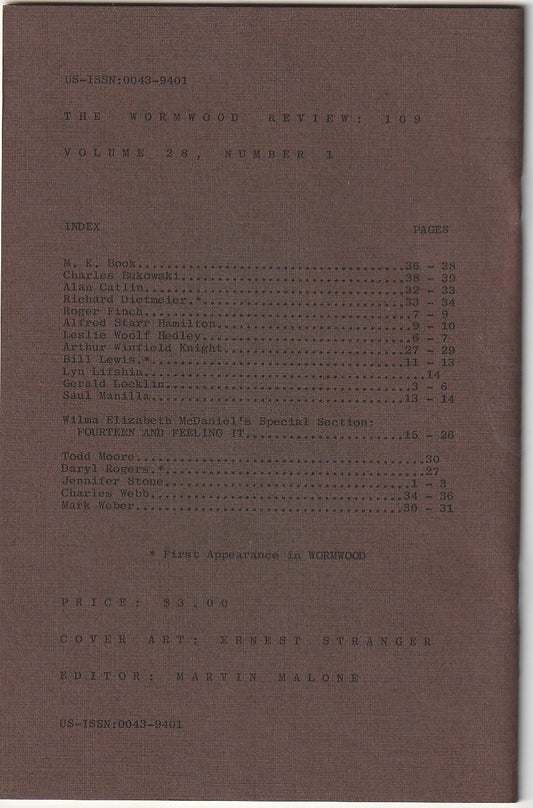 US-ISSN:0043-9401
THE WORMWOOD REVIEW: 109
VOLUME 28, NUMBER 1
INDEX PAGES
M. K. Book........................................36 - 38
Charles Bukowski..................................38 - 39
Alan Catlin.......................................32 - 33
Richard Dietmeier.*...............................33 - 34
Roger Finch.......................................7 - 9
Alfred Starr Hamilton.............................9 - 10
Leslie Woolf Hedley...............................6 - 7
Arthur Winfield Knight............................27 - 29
Bill Lewis.*......................................11 - 13
Lyn Lifshin.......................................14
Gerald Locklin....................................3 - 6
Saul Manilla......................................13 - 14
Wilma Elizabeth McDaniel's Special Section:
FOURTEEN AND FEELING IT...........................15 - 26
Todd Moore........................................30
Daryl Rogers.*....................................27
Jennifer Stone....................................1 - 3
Charles Webb......................................34 - 36
Mark Weber........................................30 - 31
* First Appearance in WORMWOOD
PRICE: $3.00
COVER ART: ERNEST STRANGER
EDITOR: MARVIN MALONE
US-ISSN:0043-9401